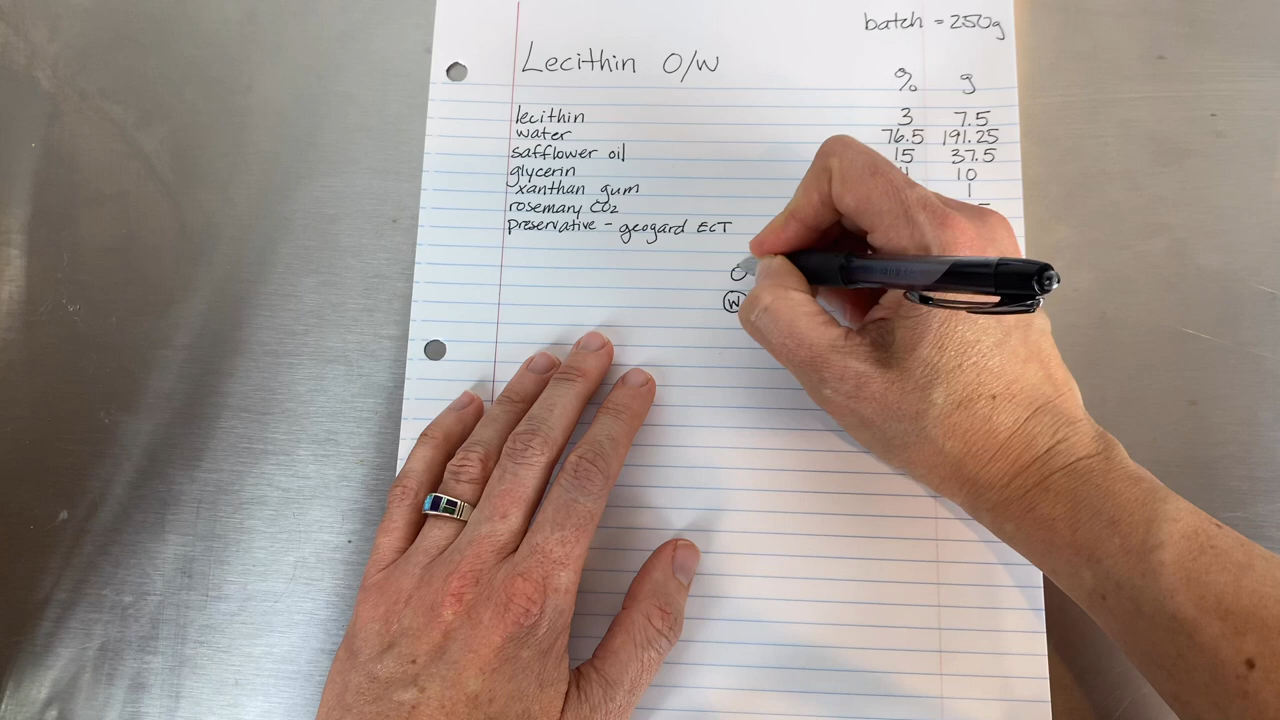 batch = 250g
Lecithin O/W
% g
lecithin 3 7.5
water 76.5 191.25
safflower oil 15 37.5
glycerin 4 10
xanthan gum 1
rosemary CO2
preservative - geogard ECT
O
W